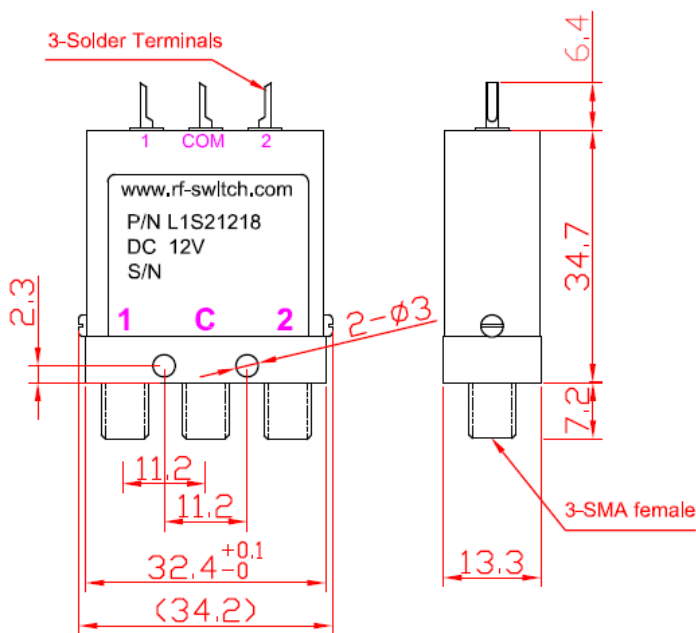 3-Solder Terminals
6.4
1 COM 2
www.rf-switch.com
P/N L1S21218
DC 12V
S/N
34.7
2.3
1 C 2
2-Ø3
7.2
11.2
11.2
3-SMA female
32.4 +0.1 -0
13.3
(34.2)